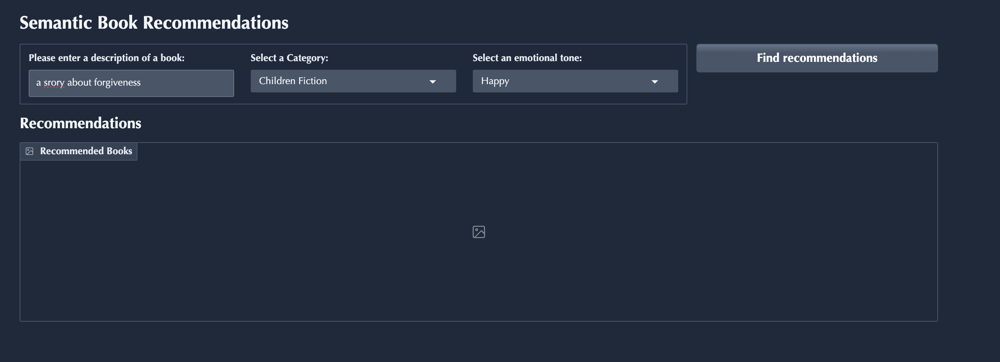 Semantic Book Recommendations
Please enter a description of a book:
a srory about forgiveness
Select a Category:
Children Fiction
Select an emotional tone:
Happy
Find recommendations
Recommendations
Recommended Books